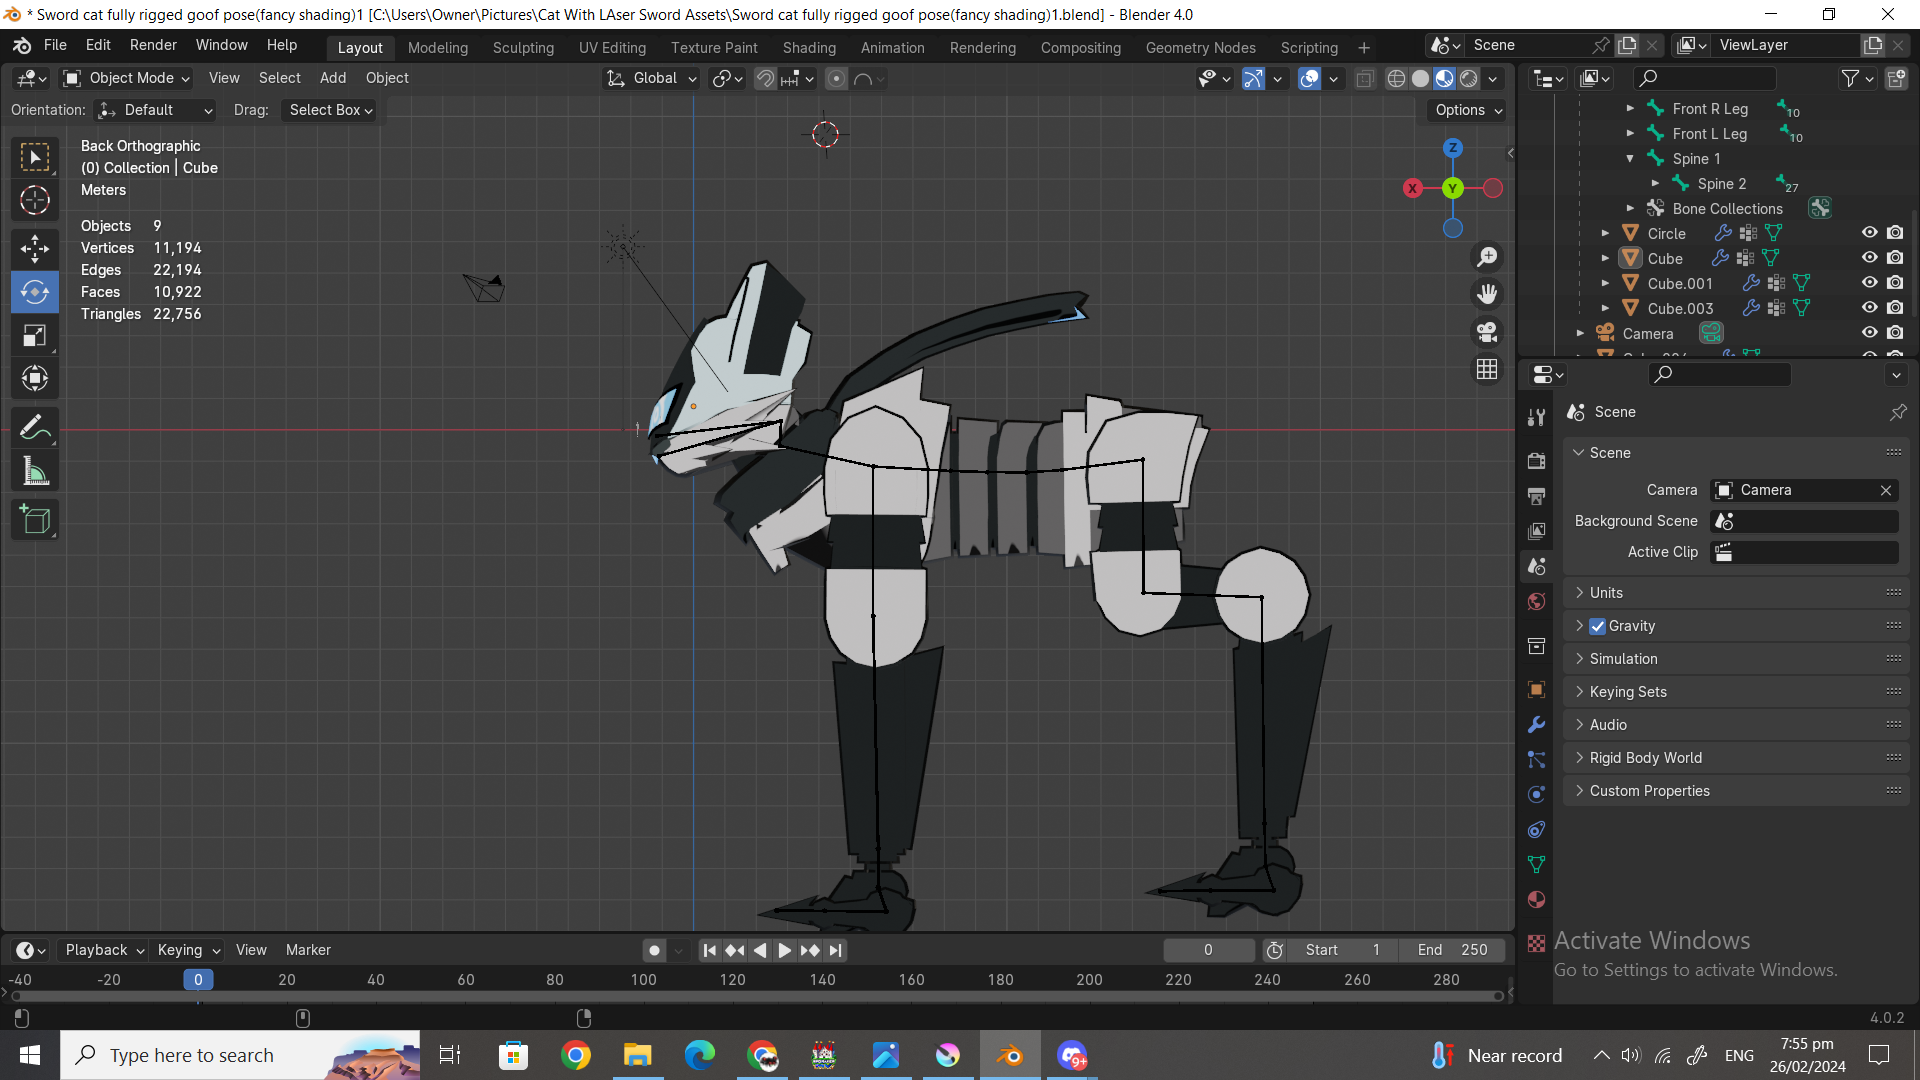 * Sword cat fully rigged goof pose(fancy shading)1 [C:\Users\Owner\Pictures\Cat With LAser Sword Assets\Sword cat fully rigged goof pose(fancy shading)1.blend] - Blender 4.0
File Edit Render Window Help Layout Modeling Sculpting UV Editing Texture Paint Shading Animation Rendering Compositing Geometry Nodes Scripting + Scene ViewLayer
Object Mode View Select Add Object Global
Orientation: Default Drag: Select Box Options
Back Orthographic
(0) Collection | Cube
Meters
Objects 9
Vertices 11,194
Edges 22,194
Faces 10,922
Triangles 22,756
Z
X Y
Front R Leg 10
Front L Leg 10
Spine 1
Spine 2 27
Bone Collections
Circle
Cube
Cube.001
Cube.003
Camera
Scene
Scene
Camera Camera
Background Scene
Active Clip
Units
Gravity
Simulation
Keying Sets
Audio
Rigid Body World
Custom Properties
Activate Windows
Go to Settings to activate Windows.
Playback Keying View Marker 0 Start 1 End 250
-40 -20 0 20 40 60 80 100 120 140 160 180 200 220 240 260 280
4.0.2
Type here to search 9+ Near record ENG 7:55 pm
26/02/2024